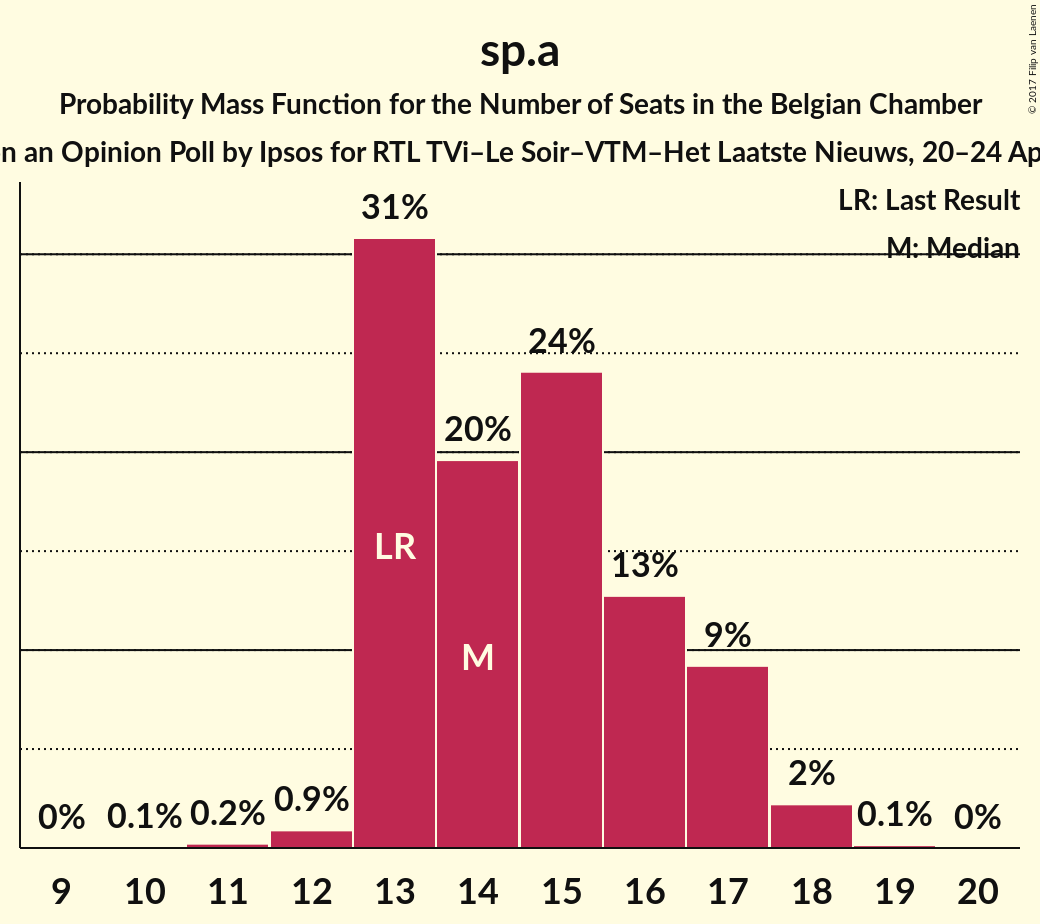 © 2017 Filip van Laenen
sp.a
Probability Mass Function for the Number of Seats in the Belgian Chamber
an Opinion Poll by Ipsos for RTL TVi–Le Soir–VTM–Het Laatste Nieuws, 20–24
LR: Last Result
M: Median
31%
24%
20%
13%
9%
2%
0.9%
0.2%
0.1%
0%
0.1%
0%
LR
M
9 10 11 12 13 14 15 16 17 18 19 20